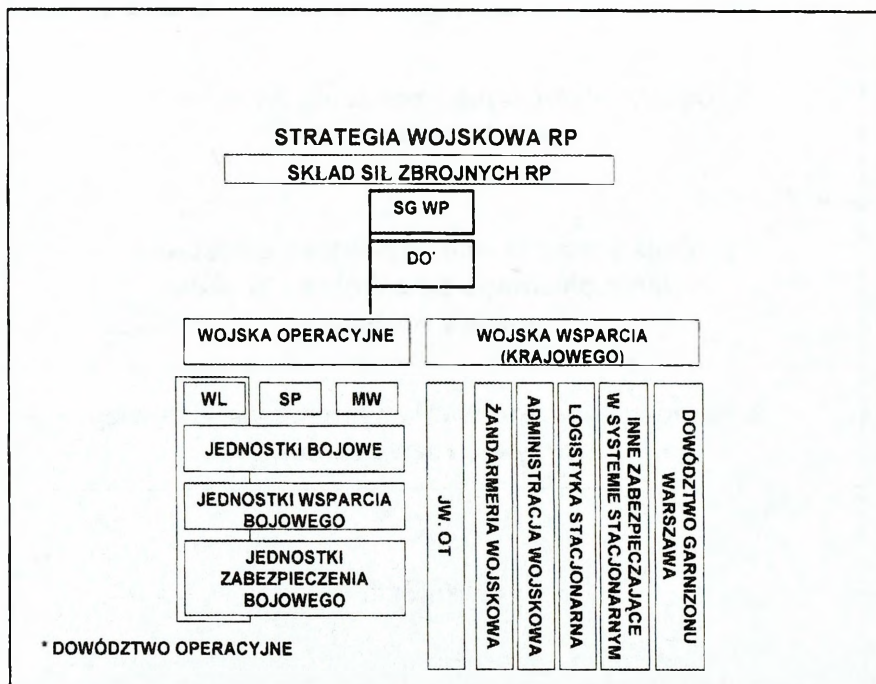 STRATEGIA WOJSKOWA RP
SKŁAD SIŁ ZBROJNYCH RP
SG WP
DO*
WOJSKA OPERACYJNE
WOJSKA WSPARCIA
(KRAJOWEGO)
WL
SP
MW
JEDNOSTKI BOJOWE
JEDNOSTKI WSPARCIA
BOJOWEGO
JEDNOSTKI
ZABEZPIECZENIA
BOJOWEGO
JW. OT
ŻANDARMERIA WOJSKOWA
ADMINISTRACJA WOJSKOWA
LOGISTYKA STACJONARNA
INNE ZABEZPIECZAJĄCE
W SYSTEMIE STACJONARNYM
DOWÓDZTWO GARNIZONU
WARSZAWA
* DOWÓDZTWO OPERACYJNE